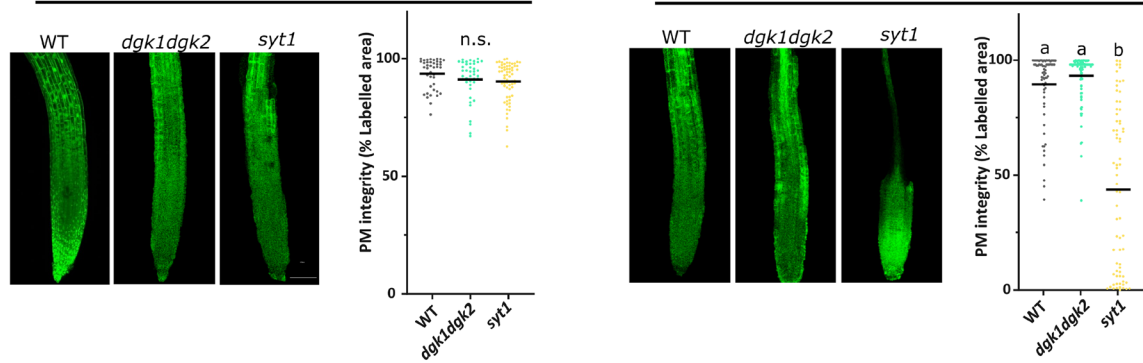 WT dgk1dgk2 syt1
PM integrity (% Labelled area)
100
50
0
n.s.
WT
dgk1dgk2
syt1
WT dgk1dgk2 syt1
PM integrity (% Labelled area)
100
50
0
a a b
WT
dgk1dgk2
syt1